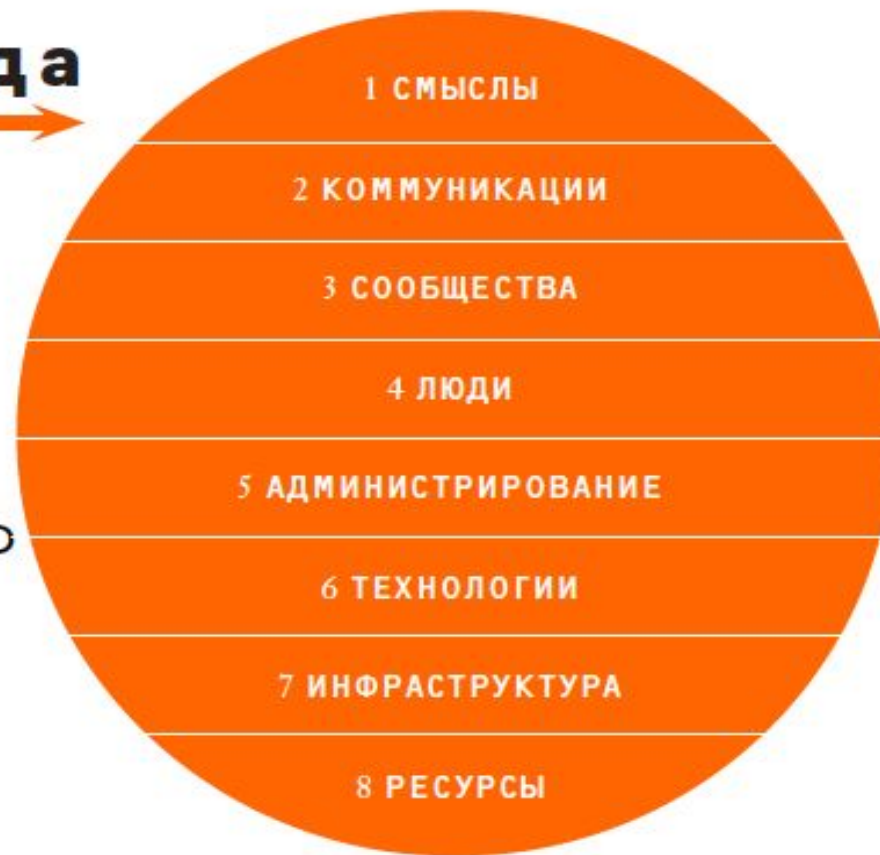 да
1 СМЫСЛЫ
2 КОММУНИКАЦИИ
3 СООБЩЕСТВА
4 ЛЮДИ
5 АДМИНИСТРИРОВАНИЕ
6 ТЕХНОЛОГИИ
7 ИНФРАСТРУКТУРА
8 РЕСУРСЫ